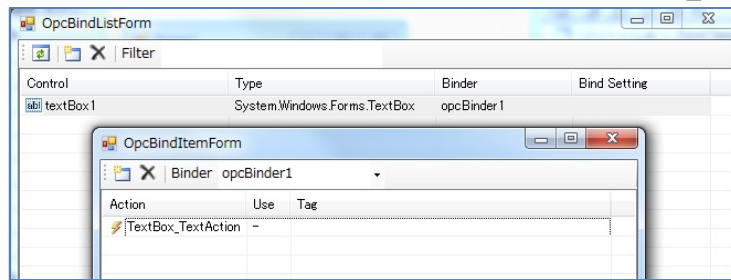 OpcBindListForm
Filter
Control Type Binder Bind Setting
abl textBox1 System.Windows.Forms.TextBox opcBinder1
OpcBindItemForm
Binder opcBinder1
Action Use Tag
TextBox_TextAction -